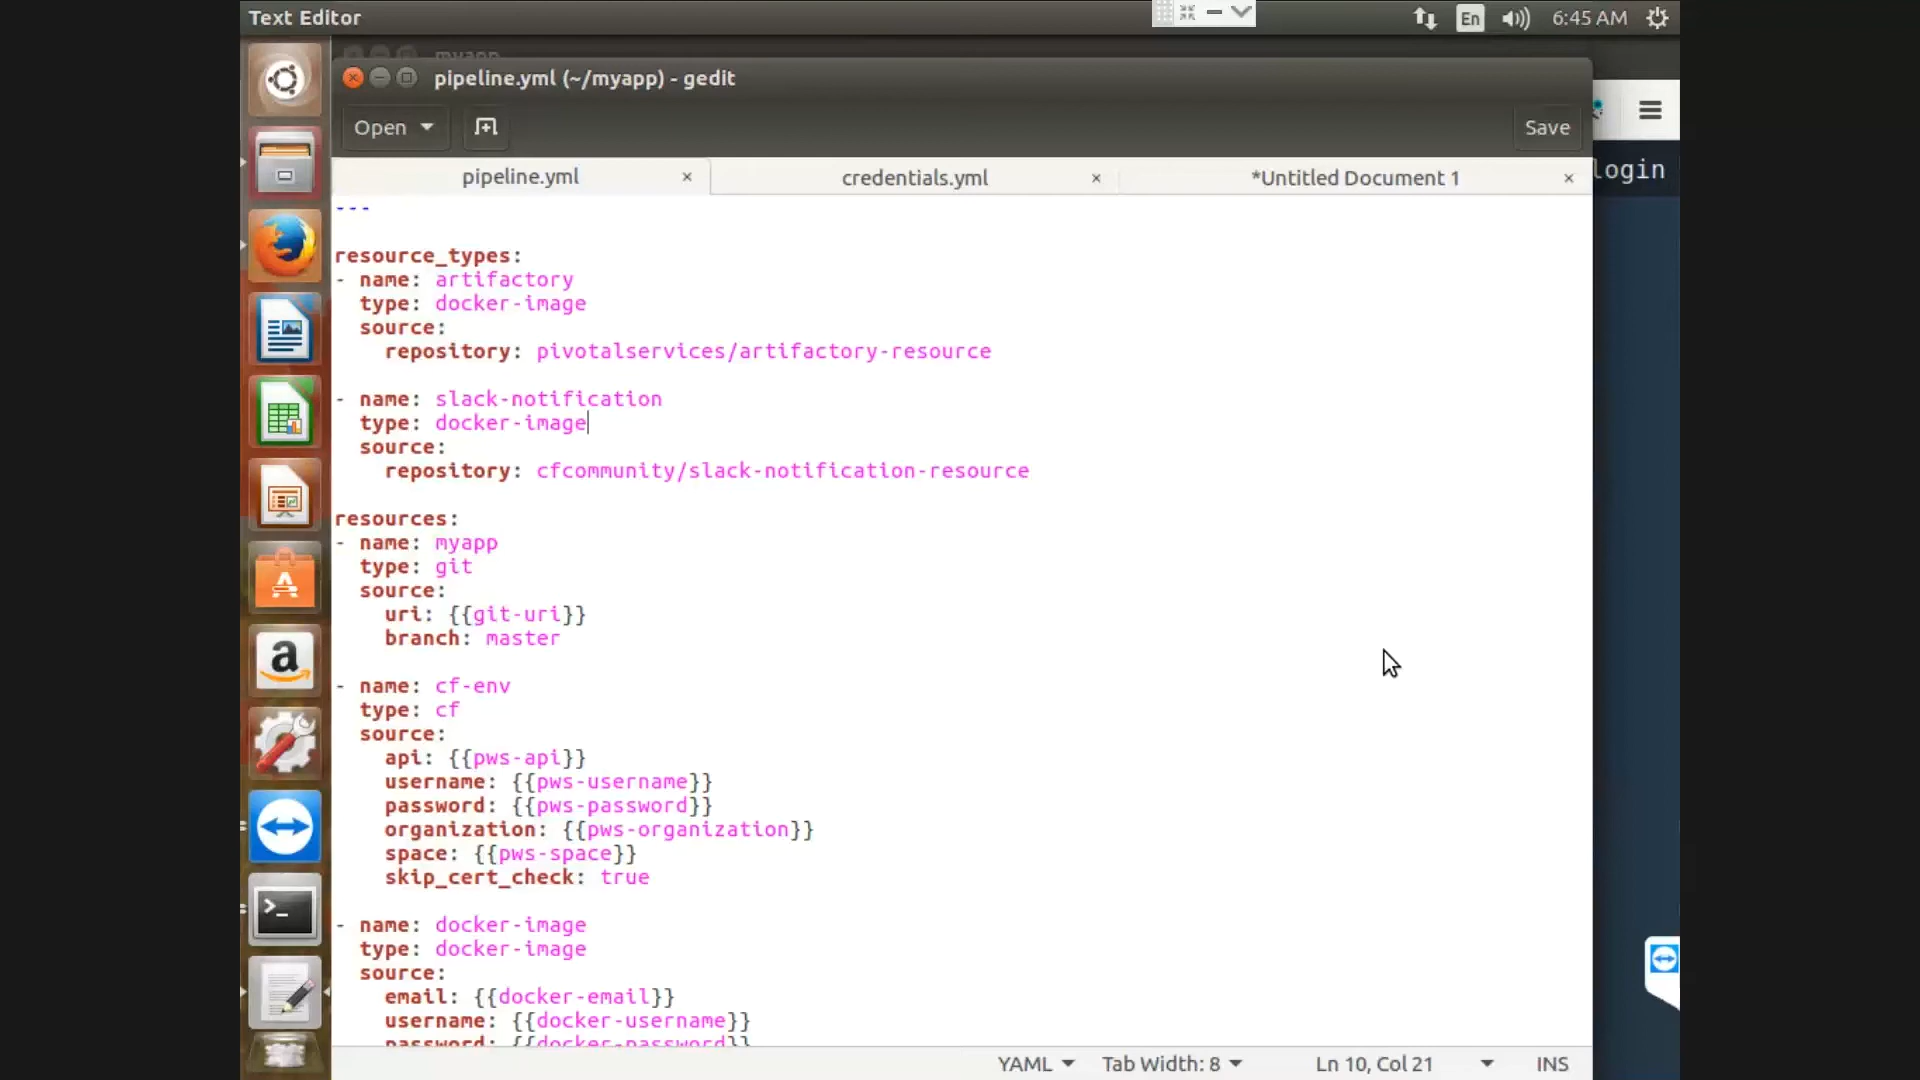 Text Editor
En
6:45 AM
myapp
pipeline.yml (~/myapp) - gedit
Open
Save
pipeline.yml
credentials.yml
*Untitled Document 1
login
---
resource_types:
- name: artifactory
type: docker-image
source:
repository: pivotalservices/artifactory-resource
- name: slack-notification
type: docker-image
source:
repository: cfcommunity/slack-notification-resource
resources:
- name: myapp
type: git
source:
uri: {{git-uri}}
branch: master
- name: cf-env
type: cf
source:
api: {{pws-api}}
username: {{pws-username}}
password: {{pws-password}}
organization: {{pws-organization}}
space: {{pws-space}}
skip_cert_check: true
- name: docker-image
type: docker-image
source:
email: {{docker-email}}
username: {{docker-username}}
password: {{docker-password}}
YAML
Tab Width: 8
Ln 10, Col 21
INS